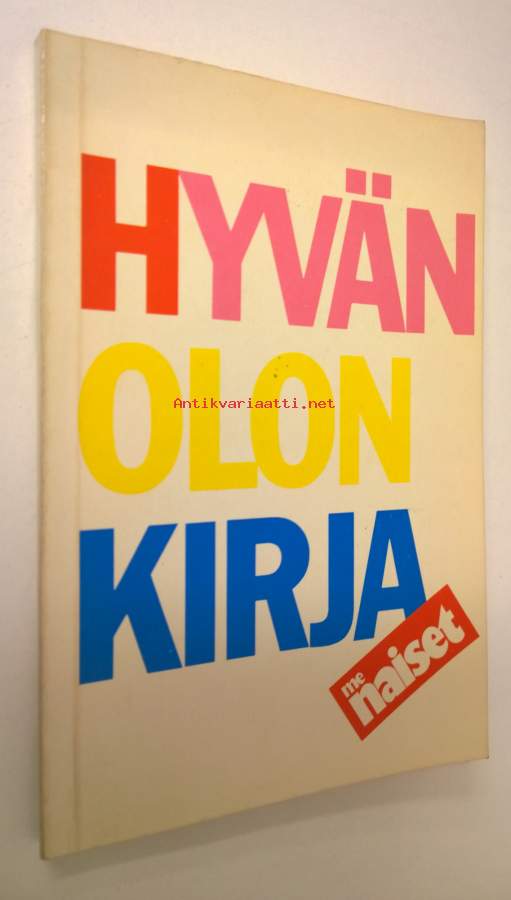 HYVÄN
OLON
Antikvariaatti.net
KIRJA
me
naiset